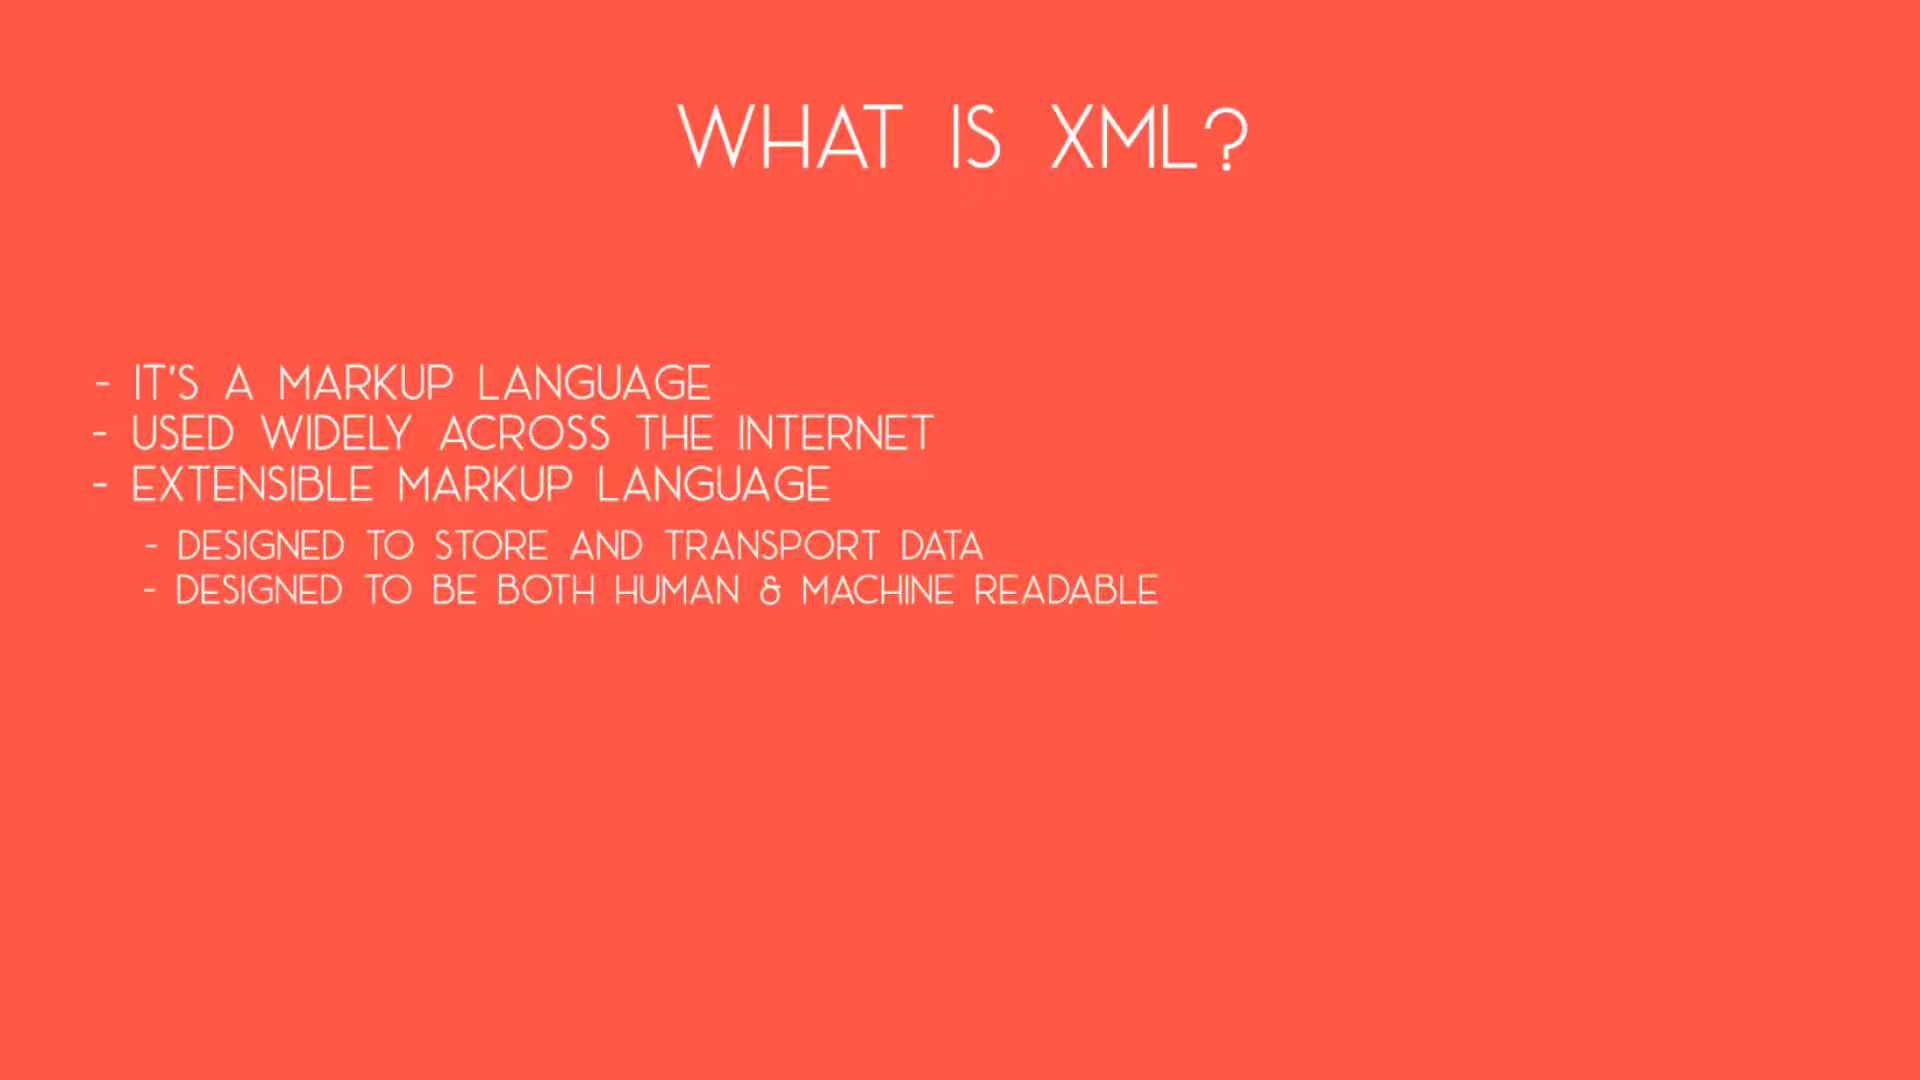 WHAT IS XML?
- IT'S A MARKUP LANGUAGE
- USED WIDELY ACROSS THE INTERNET
- EXTENSIBLE MARKUP LANGUAGE
- DESIGNED TO STORE AND TRANSPORT DATA
- DESIGNED TO BE BOTH HUMAN & MACHINE READABLE